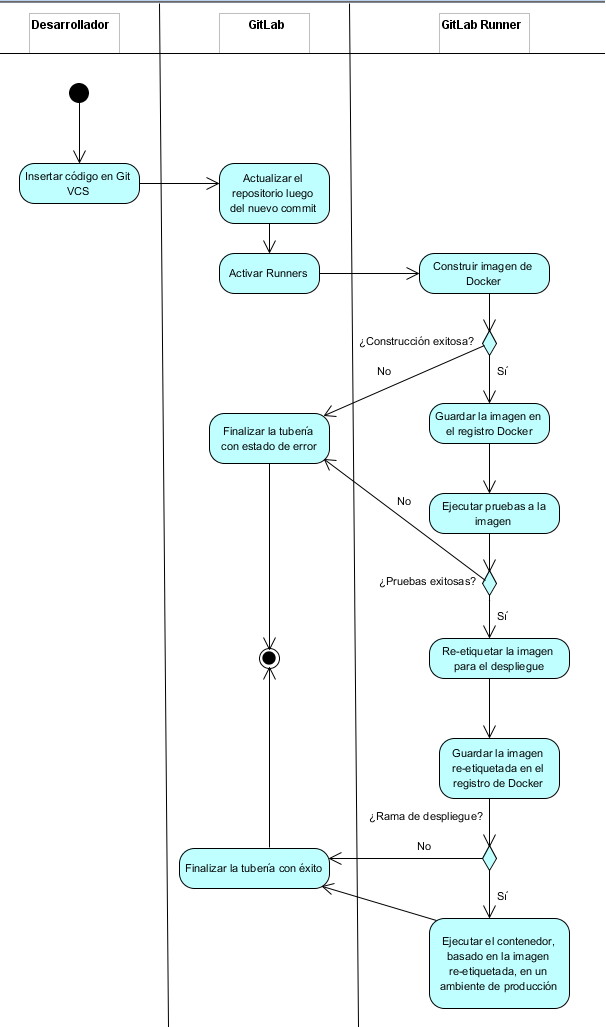 Desarrollador
GitLab
GitLab Runner
Insertar código en Git
VCS
Actualizar el
repositorio luego
del nuevo commit
Activar Runners
Construir imagen de
Docker
¿Construcción exitosa?
No
Sí
Guardar la imagen en
el registro Docker
Finalizar la tubería
con estado de error
Ejecutar pruebas a la
imagen
No
¿Pruebas exitosas?
Sí
Re-etiquetar la imagen
para el despliegue
Guardar la imagen
re-etiquetada en el
registro de Docker
¿Rama de despliegue?
No
Finalizar la tubería con éxito
Sí
Ejecutar el contenedor,
basado en la imagen
re-etiquetada, en un
ambiente de producción